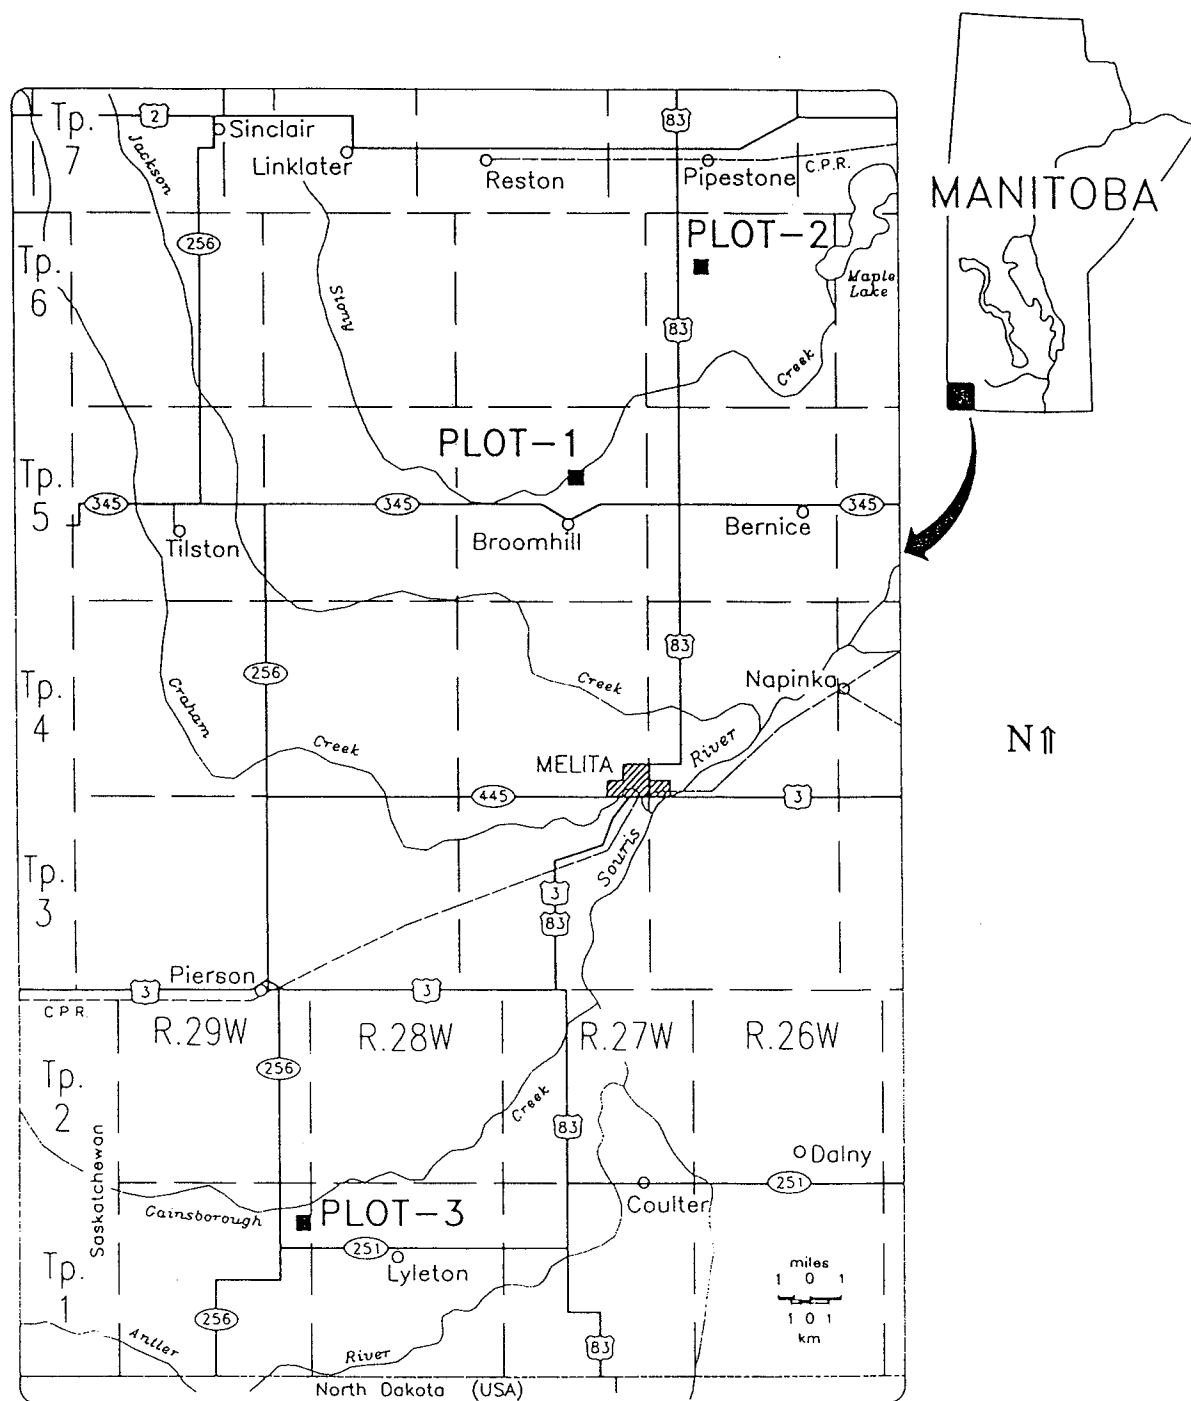 MANITOBA
Tp.
7
2
Sinclair
83
Jackson
Linklater
Reston
Pipestone
C.P.R.
PLOT-2
256
Tp.
6
Stony
Maple
Lake
83
Creek
PLOT-1
Tp.
5
345
345
345
Tilston
Broomhill
Bernice
83
256
Napinka
Tp.
4
Graham
Creek
Creek
River
N⇑
MELITA
445
3
Souris
Tp.
3
3
83
Pierson
3
3
C.P.R.
R.29W
R.28W
R.27W
R.26W
256
Tp.
2
Creek
83
Saskatchewan
Dalny
251
Coulter
Gainsborough
PLOT-3
251
Lyleton
Tp.
1
miles
1 0 1
1 0 1
km
256
Antler
River
83
North Dakota (USA)